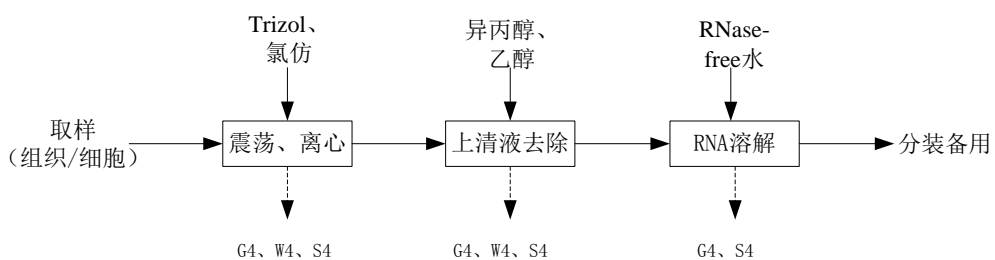 Trizol、
氯仿
异丙醇、
乙醇
RNase-
free水
取样
（组织/细胞）
震荡、离心
上清液去除
RNA溶解
分装备用
G4、W4、S4
G4、W4、S4
G4、S4